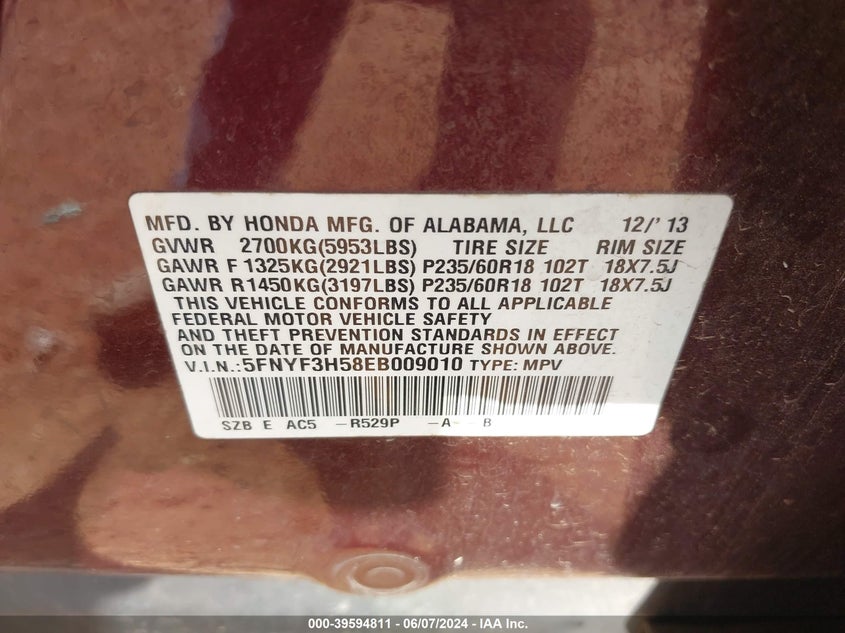 MFD. BY HONDA MFG. OF ALABAMA, LLC 12/'13
GVWR 2700KG(5953LBS) TIRE SIZE RIM SIZE
GAWR F 1325KG(2921LBS) P235/60R18 102T 18X7.5J
GAWR R 1450KG(3197LBS) P235/60R18 102T 18X7.5J
THIS VEHICLE CONFORMS TO ALL APPLICABLE
FEDERAL MOTOR VEHICLE SAFETY
AND THEFT PREVENTION STANDARDS IN EFFECT
ON THE DATE OF MANUFACTURE SHOWN ABOVE.
V.I.N.:5FNYF3H58EB009010 TYPE: MPV
SZB E AC5 -R529P -A- B
000-39594811 - 06/07/2024 - IAA Inc.